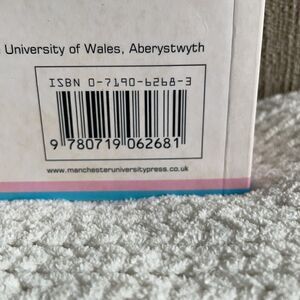 University of Wales, Aberystwyth
ISBN 0-7190-6268-3
9 780719 062681
www.manchesteruniversitypress.co.uk